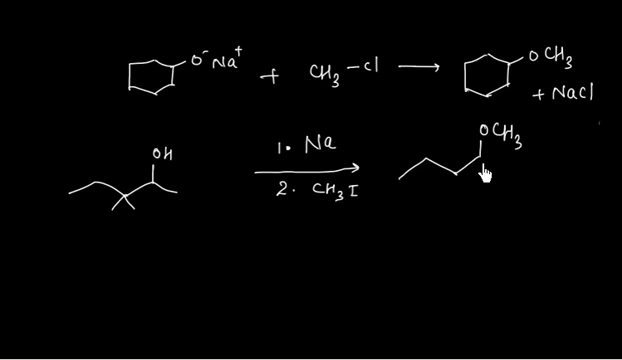 O⁻ Na⁺ + CH₃ – Cl → OCH₃
+ NaCl
OH 1. Na OCH₃
2. CH₃I